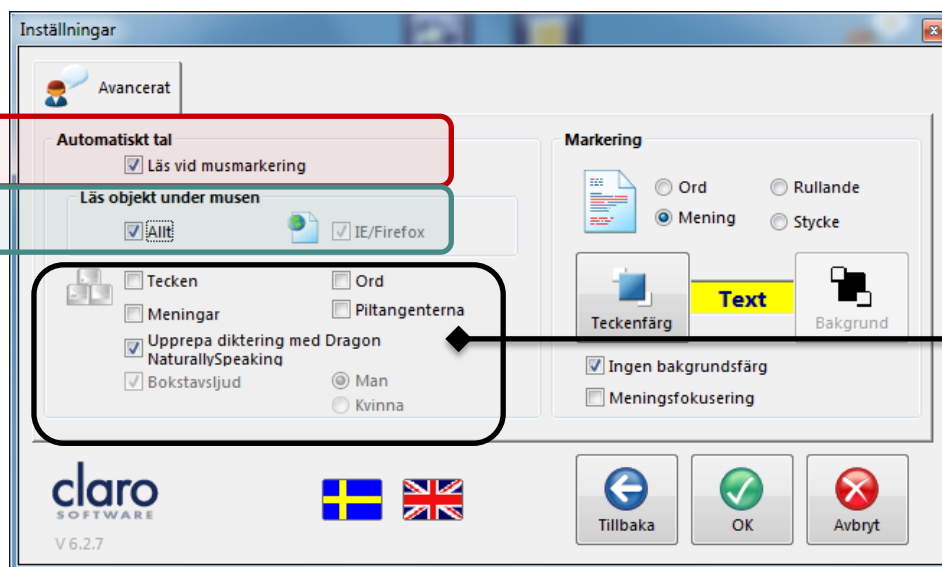 Inställningar
Avancerat
Automatiskt tal
Läs vid musmarkering
Läs objekt under musen
Allt
IE/Firefox
Tecken
Ord
Meningar
Piltangenterna
Upprepa diktering med Dragon
NaturallySpeaking
Bokstavsljud
Man
Kvinna
Markering
Ord
Rullande
Mening
Stycke
Teckenfärg
Text
Bakgrund
Ingen bakgrundsfärg
Meningsfokusering
claro
SOFTWARE
V 6.2.7
Tillbaka
OK
Avbryt